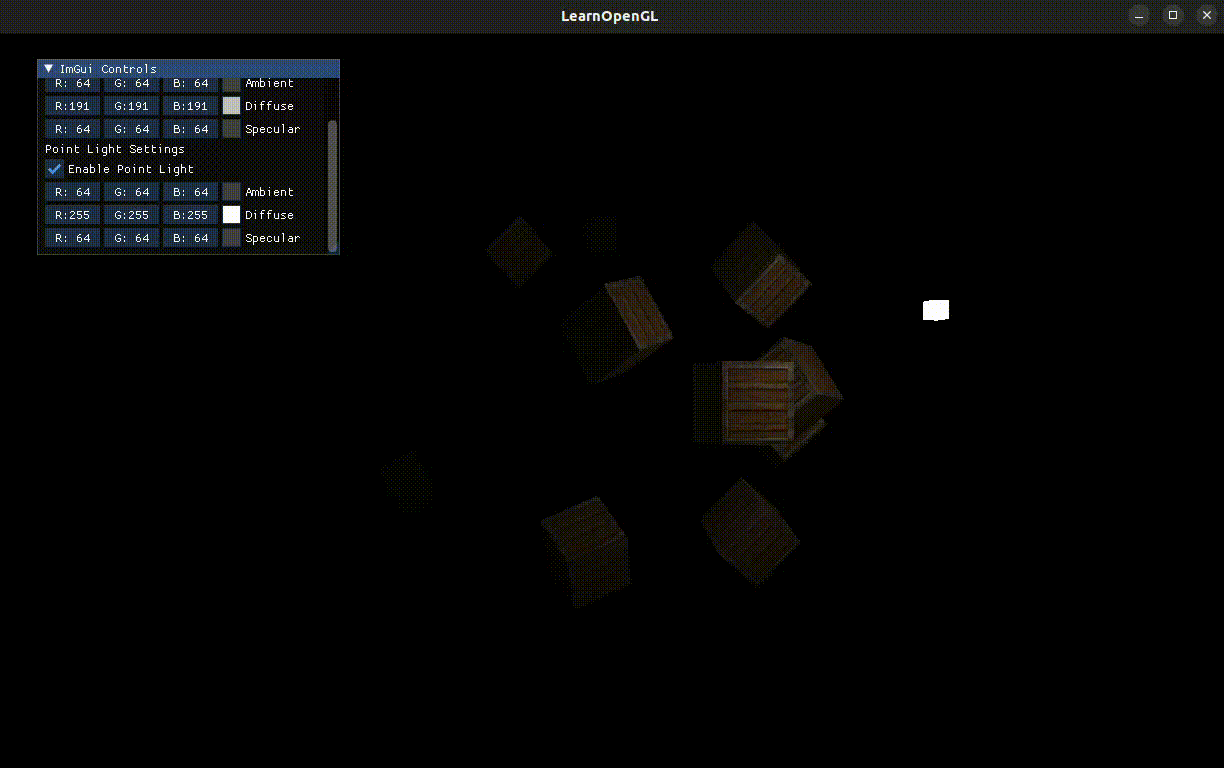 LearnOpenGL
ImGui Controls
R: 64 G: 64 B: 64 Ambient
R:191 G:191 B:191 Diffuse
R: 64 G: 64 B: 64 Specular
Point Light Settings
Enable Point Light
R: 64 G: 64 B: 64 Ambient
R:255 G:255 B:255 Diffuse
R: 64 G: 64 B: 64 Specular